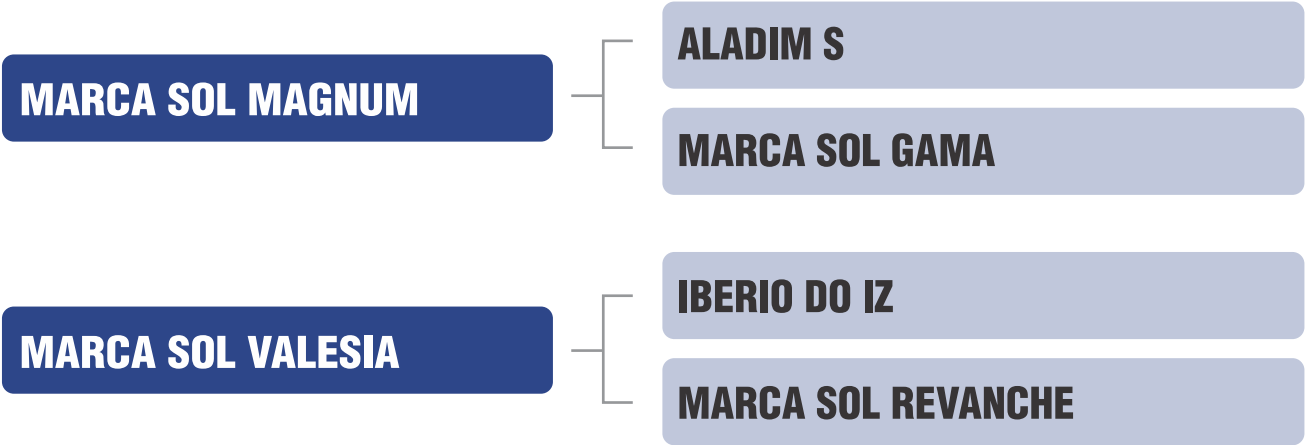 ALADIM S
MARCA SOL MAGNUM
MARCA SOL GAMA
IBERIO DO IZ
MARCA SOL VALESIA
MARCA SOL REVANCHE